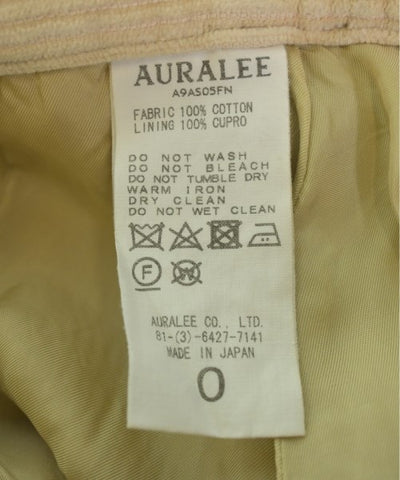 AURALEE
A9AS05FN
FABRIC 100% COTTON
LINING 100% CUPRO
DO NOT WASH
DO NOT BLEACH
DO NOT TUMBLE DRY
WARM IRON
DRY CLEAN
DO NOT WET CLEAN
F W
AURALEE CO., LTD.
81-(3)-6427-7141
MADE IN JAPAN
0